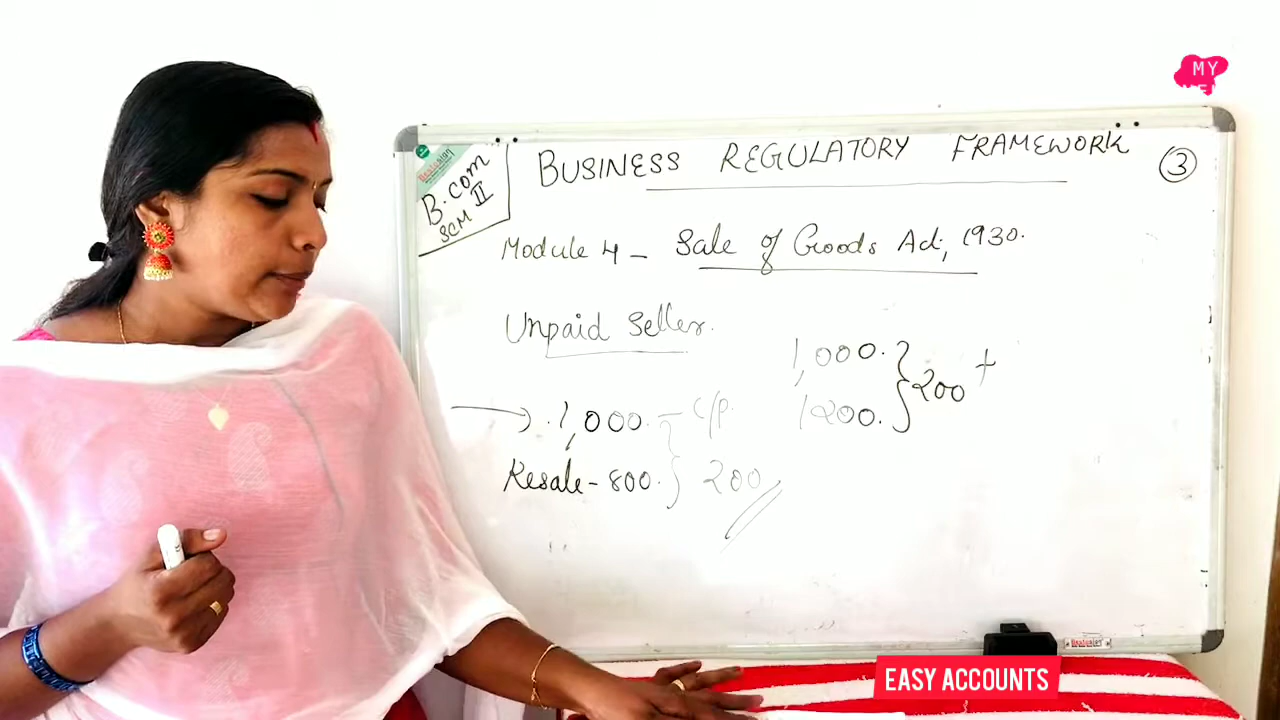 MY
BUSINESS REGULATORY FRAMEWORK
3
B.com
SEM II
Module 4 - Sale of Goods Act, 1930.
Unpaid Seller.
1,000.
1200.
200 +
1,000 - C/P.
Resale - 800.
200
EASY ACCOUNTS